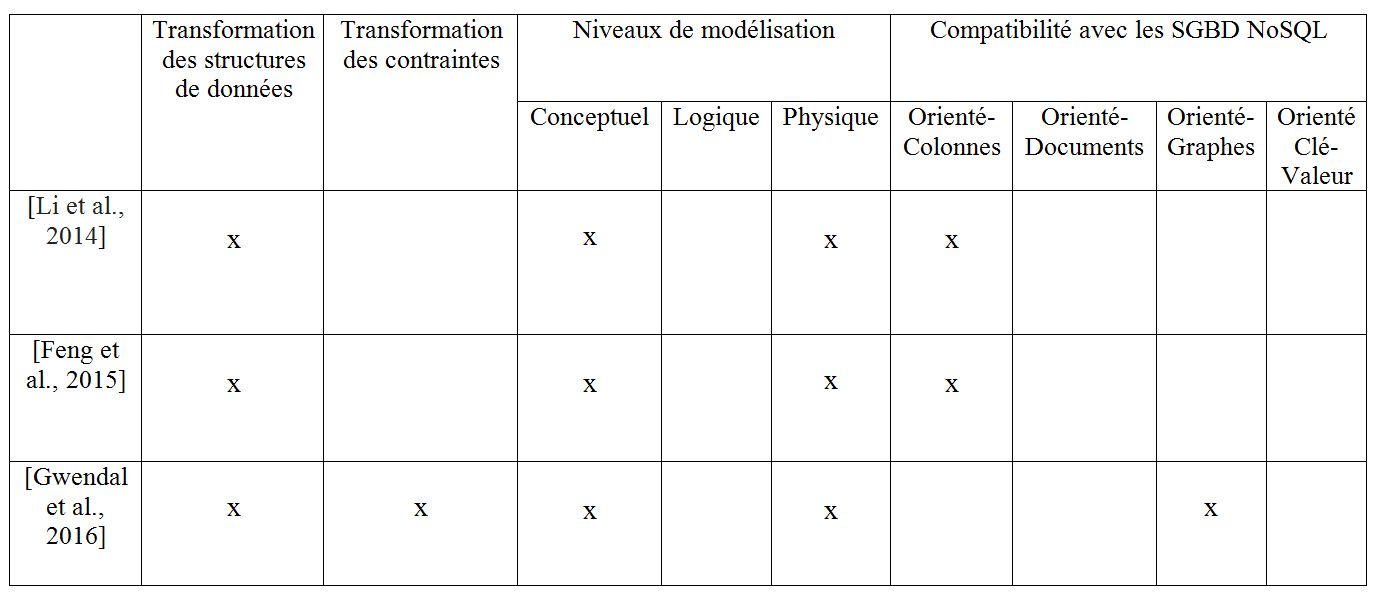 Transformation
des structures
de données
Transformation
des contraintes
Niveaux de modélisation
Compatibilité avec les SGBD NoSQL
Conceptuel
Logique
Physique
Orienté-
Colonnes
Orienté-
Documents
Orienté-
Graphes
Orienté
Clé-
Valeur
[Li et al.,
2014]
x
x
x
x
[Feng et
al., 2015]
x
x
x
x
[Gwendal
et al.,
2016]
x
x
x
x
x